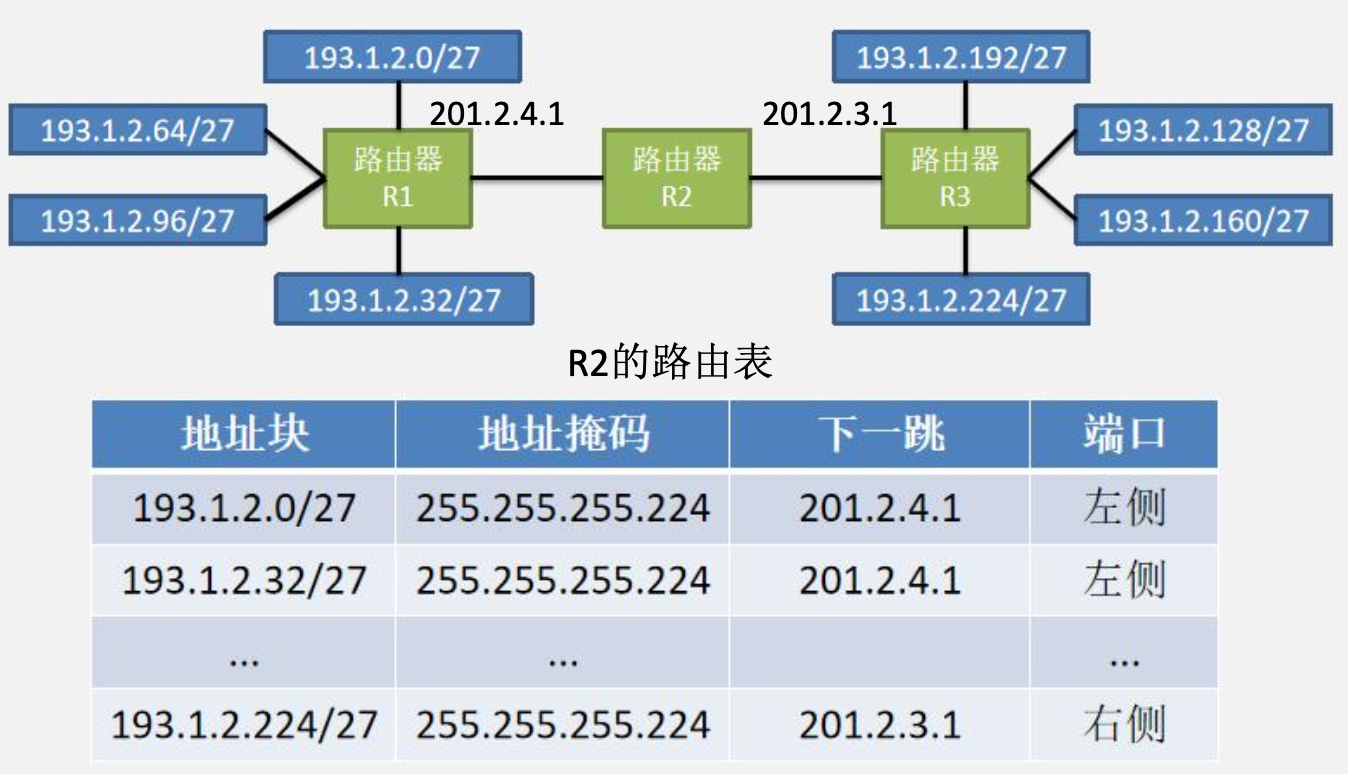 193.1.2.0/27
193.1.2.192/27
201.2.4.1
201.2.3.1
193.1.2.64/27
193.1.2.128/27
路由器
R1
路由器
R2
路由器
R3
193.1.2.96/27
193.1.2.160/27
193.1.2.32/27
193.1.2.224/27
R2的路由表
地址块 地址掩码 下一跳 端口
193.1.2.0/27 255.255.255.224 201.2.4.1 左侧
193.1.2.32/27 255.255.255.224 201.2.4.1 左侧
... ... ...
193.1.2.224/27 255.255.255.224 201.2.3.1 右侧